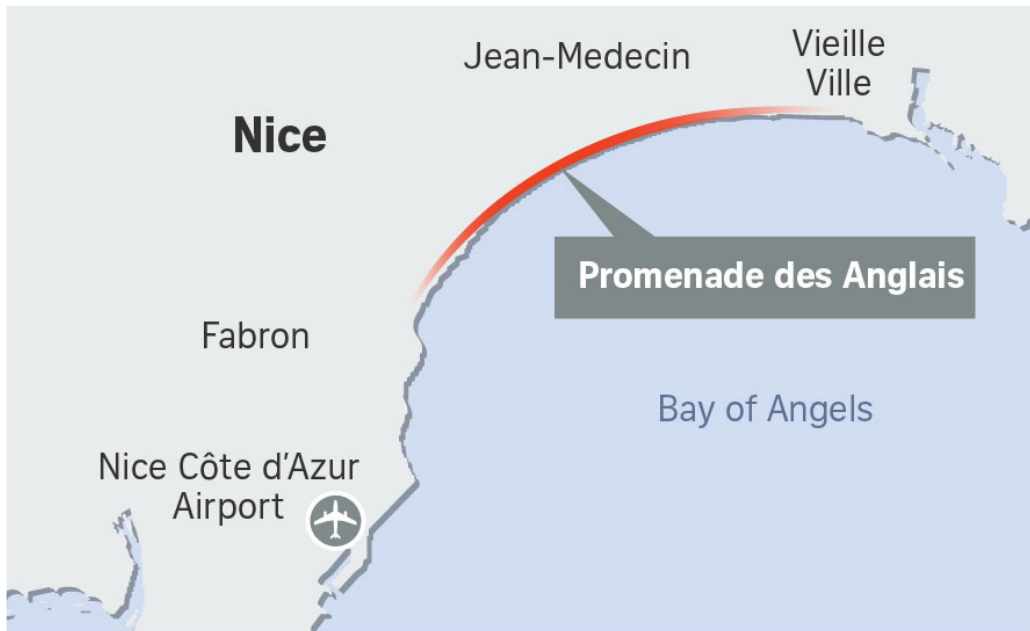 Jean-Medecin
Vieille
Ville
Nice
Promenade des Anglais
Fabron
Bay of Angels
Nice Côte d'Azur
Airport